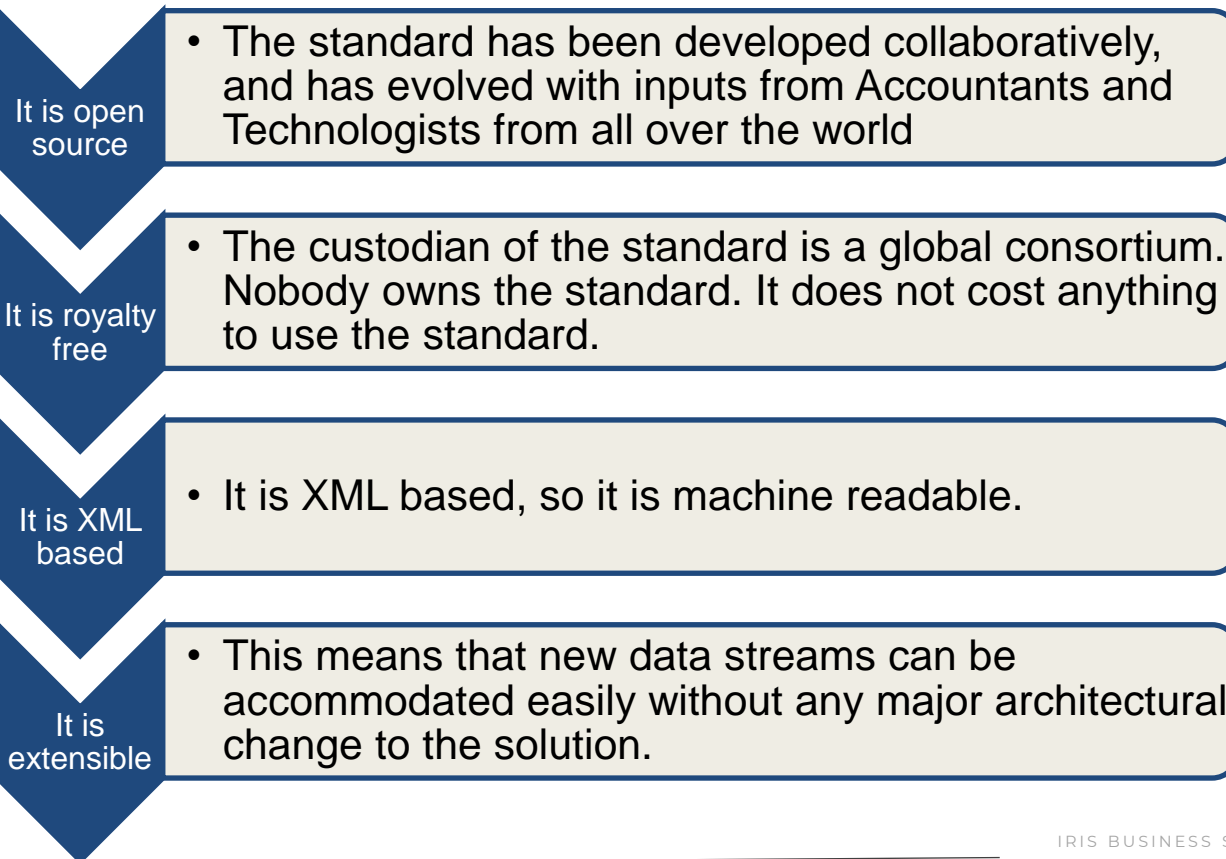 It is open
source
• The standard has been developed collaboratively,
and has evolved with inputs from Accountants and
Technologists from all over the world
It is royalty
free
• The custodian of the standard is a global consortium.
Nobody owns the standard. It does not cost anything
to use the standard.
It is XML
based
• It is XML based, so it is machine readable.
It is
extensible
• This means that new data streams can be
accommodated easily without any major architectural
change to the solution.
IRIS BUSINESS